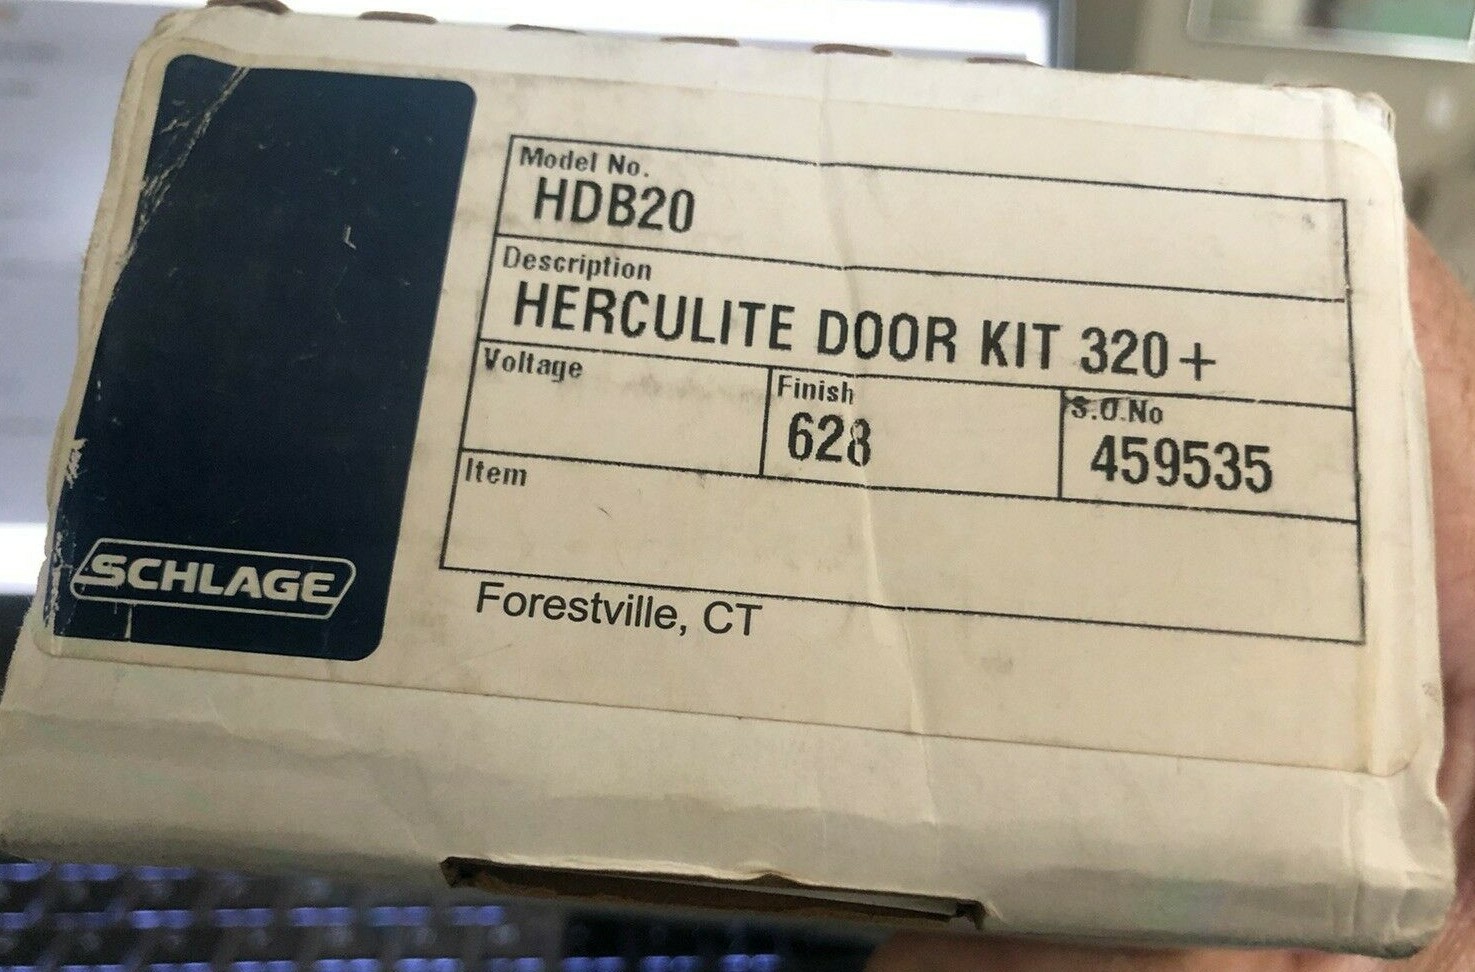 Model No.
HDB20
Description
HERCULITE DOOR KIT 320+
Voltage
Finish
628
S.O.No
459535
Item
SCHLAGE
Forestville, CT